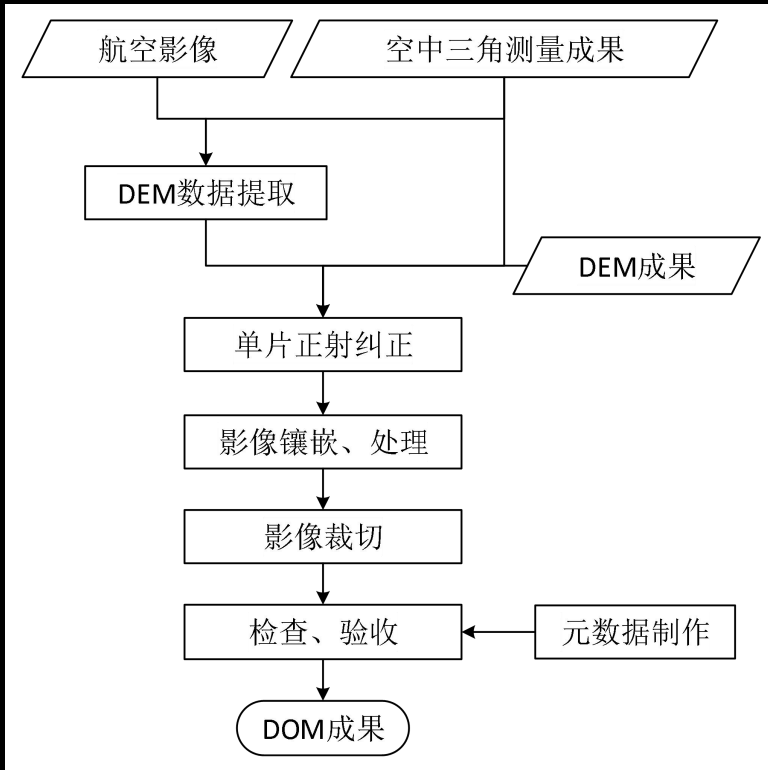 航空影像
空中三角测量成果
DEM数据提取
DEM成果
单片正射纠正
影像镶嵌、处理
影像裁切
检查、验收
元数据制作
DOM成果